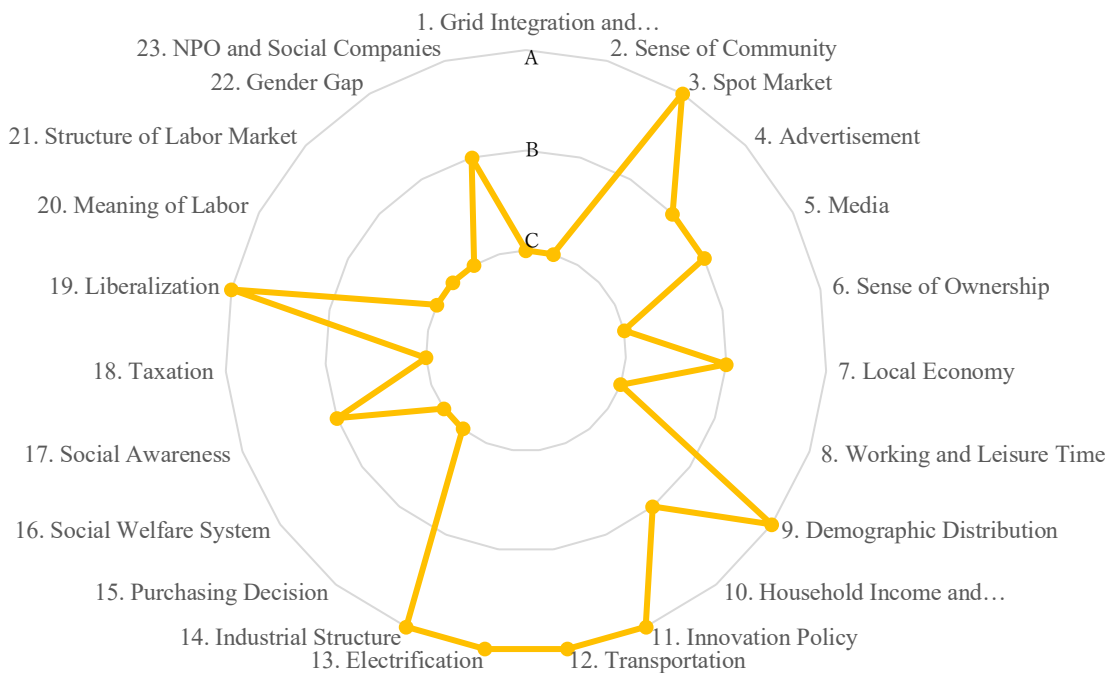 1. Grid Integration and…
2. Sense of Community
3. Spot Market
4. Advertisement
5. Media
6. Sense of Ownership
7. Local Economy
8. Working and Leisure Time
9. Demographic Distribution
10. Household Income and…
11. Innovation Policy
12. Transportation
13. Electrification
14. Industrial Structure
15. Purchasing Decision
16. Social Welfare System
17. Social Awareness
18. Taxation
19. Liberalization
20. Meaning of Labor
21. Structure of Labor Market
22. Gender Gap
23. NPO and Social Companies
A
B
C